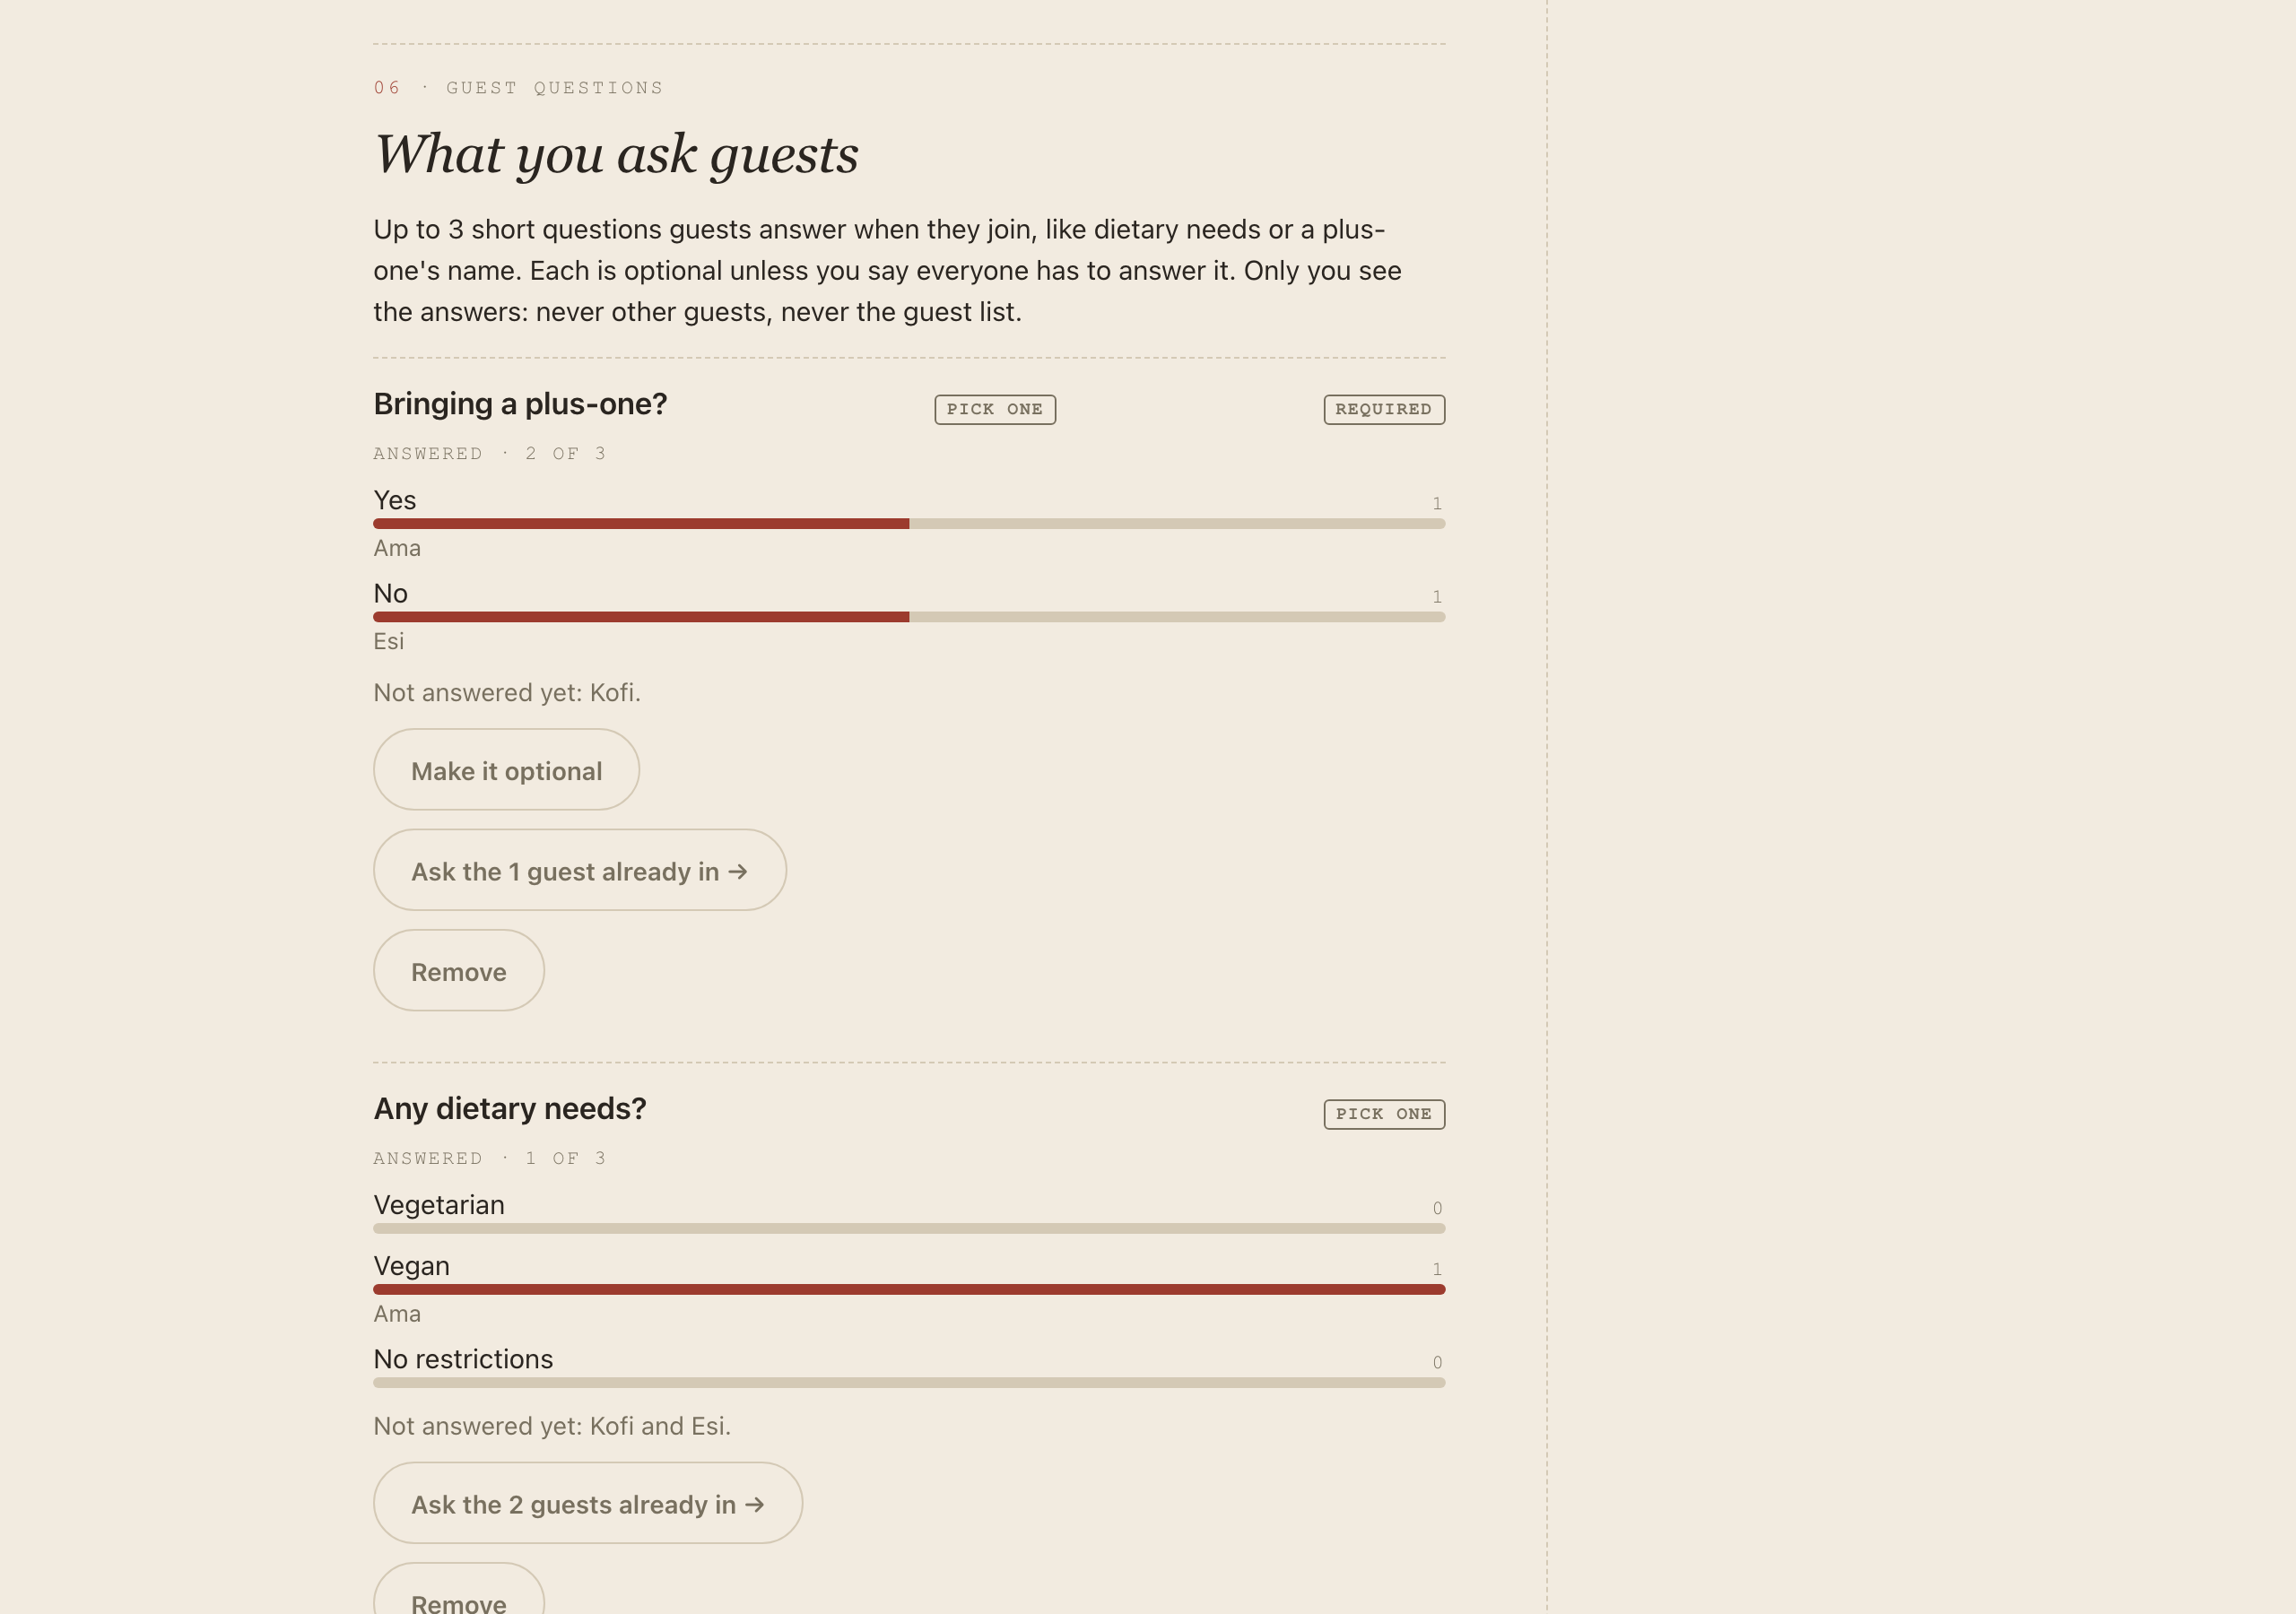 06 · GUEST QUESTIONS
What you ask guests
Up to 3 short questions guests answer when they join, like dietary needs or a plus-
one's name. Each is optional unless you say everyone has to answer it. Only you see
the answers: never other guests, never the guest list.
Bringing a plus-one? PICK ONE REQUIRED
ANSWERED · 2 OF 3
Yes 1
Ama
No 1
Esi
Not answered yet: Kofi.
Make it optional
Ask the 1 guest already in →
Remove
Any dietary needs? PICK ONE
ANSWERED · 1 OF 3
Vegetarian 0
Vegan 1
Ama
No restrictions 0
Not answered yet: Kofi and Esi.
Ask the 2 guests already in →
Remove